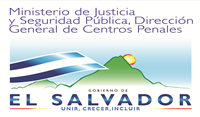 Ministerio de Justicia
y Seguridad Pública, Dirección
General de Centros Penales
GOBIERNO DE
EL SALVADOR
UNIR, CRECER, INCLUIR